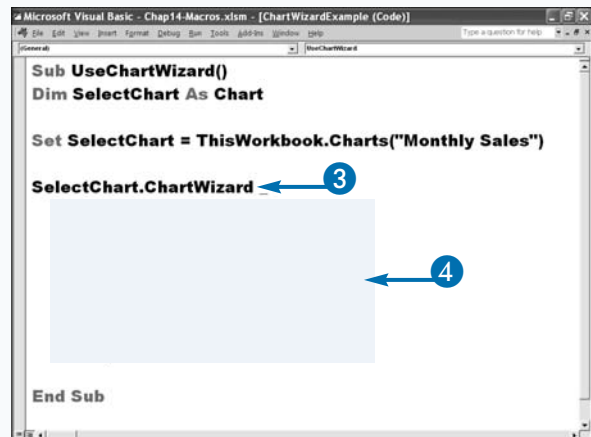 Microsoft Visual Basic - Chap14-Macros.xlsm - [ChartWizardExample (Code)]
File Edit View Insert Format Debug Run Tools Add-Ins Window Help Type a question for help
(General) UseChartWizard
Sub UseChartWizard()
Dim SelectChart As Chart
Set SelectChart = ThisWorkbook.Charts("Monthly Sales")
SelectChart.ChartWizard _ 3
4
End Sub